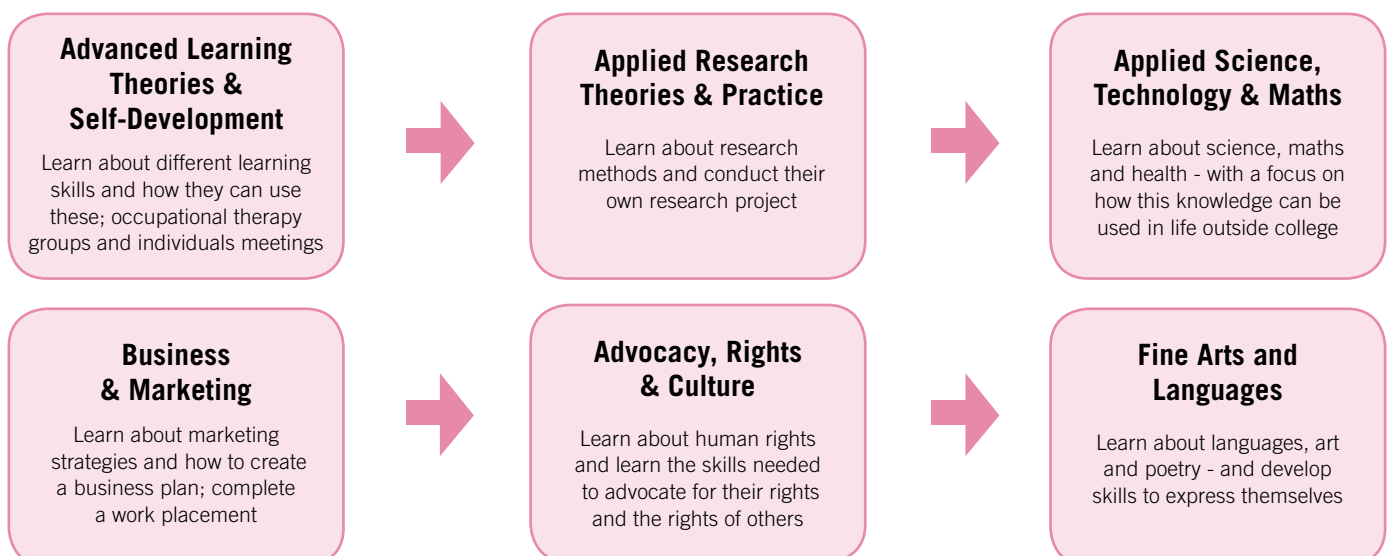 Advanced Learning
Theories &
Self-Development
Learn about different learning
skills and how they can use
these; occupational therapy
groups and individuals meetings
Applied Research
Theories & Practice
Learn about research
methods and conduct their
own research project
Applied Science,
Technology & Maths
Learn about science, maths
and health - with a focus on
how this knowledge can be
used in life outside college
Business
& Marketing
Learn about marketing
strategies and how to create
a business plan; complete
a work placement
Advocacy, Rights
& Culture
Learn about human rights
and learn the skills needed
to advocate for their rights
and the rights of others
Fine Arts and
Languages
Learn about languages, art
and poetry - and develop
skills to express themselves